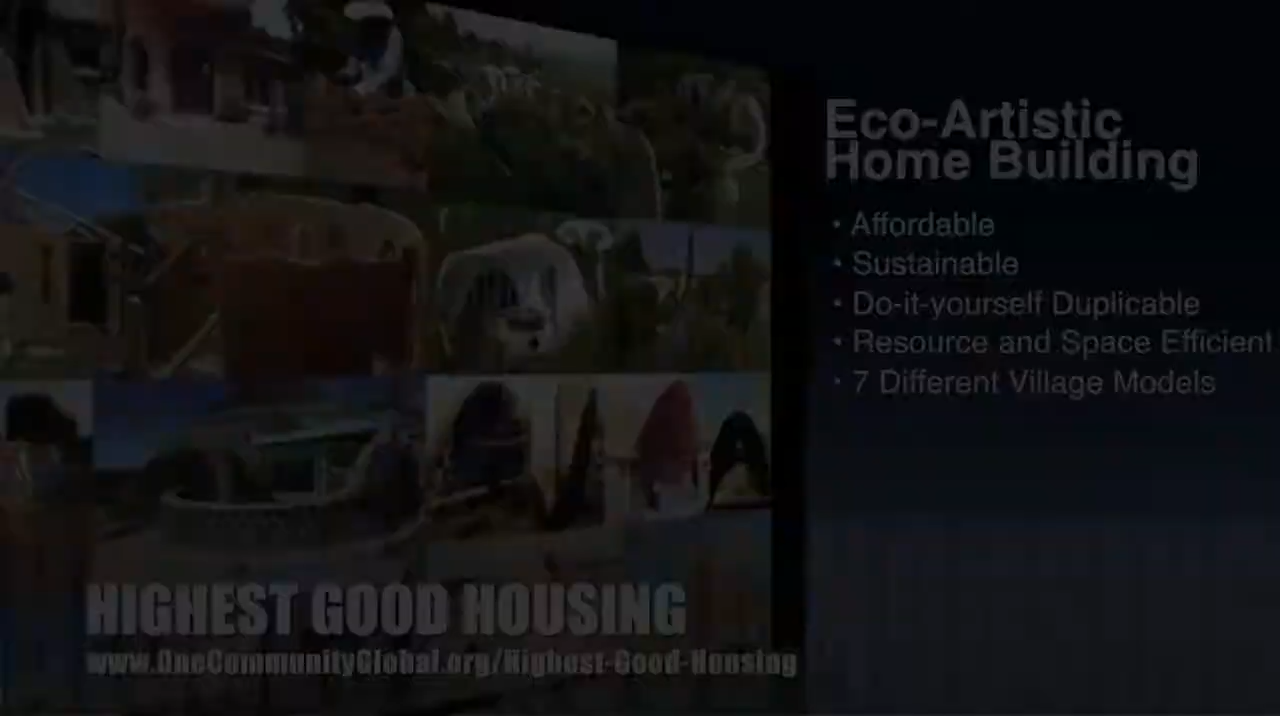 Eco-Artistic
Home Building
• Affordable
• Sustainable
• Do-it-yourself Duplicable
• Resource and Space Efficient
• 7 Different Village Models
HIGHEST GOOD HOUSING
www.OneCommunityGlobal.org/Highest-Good-Housing